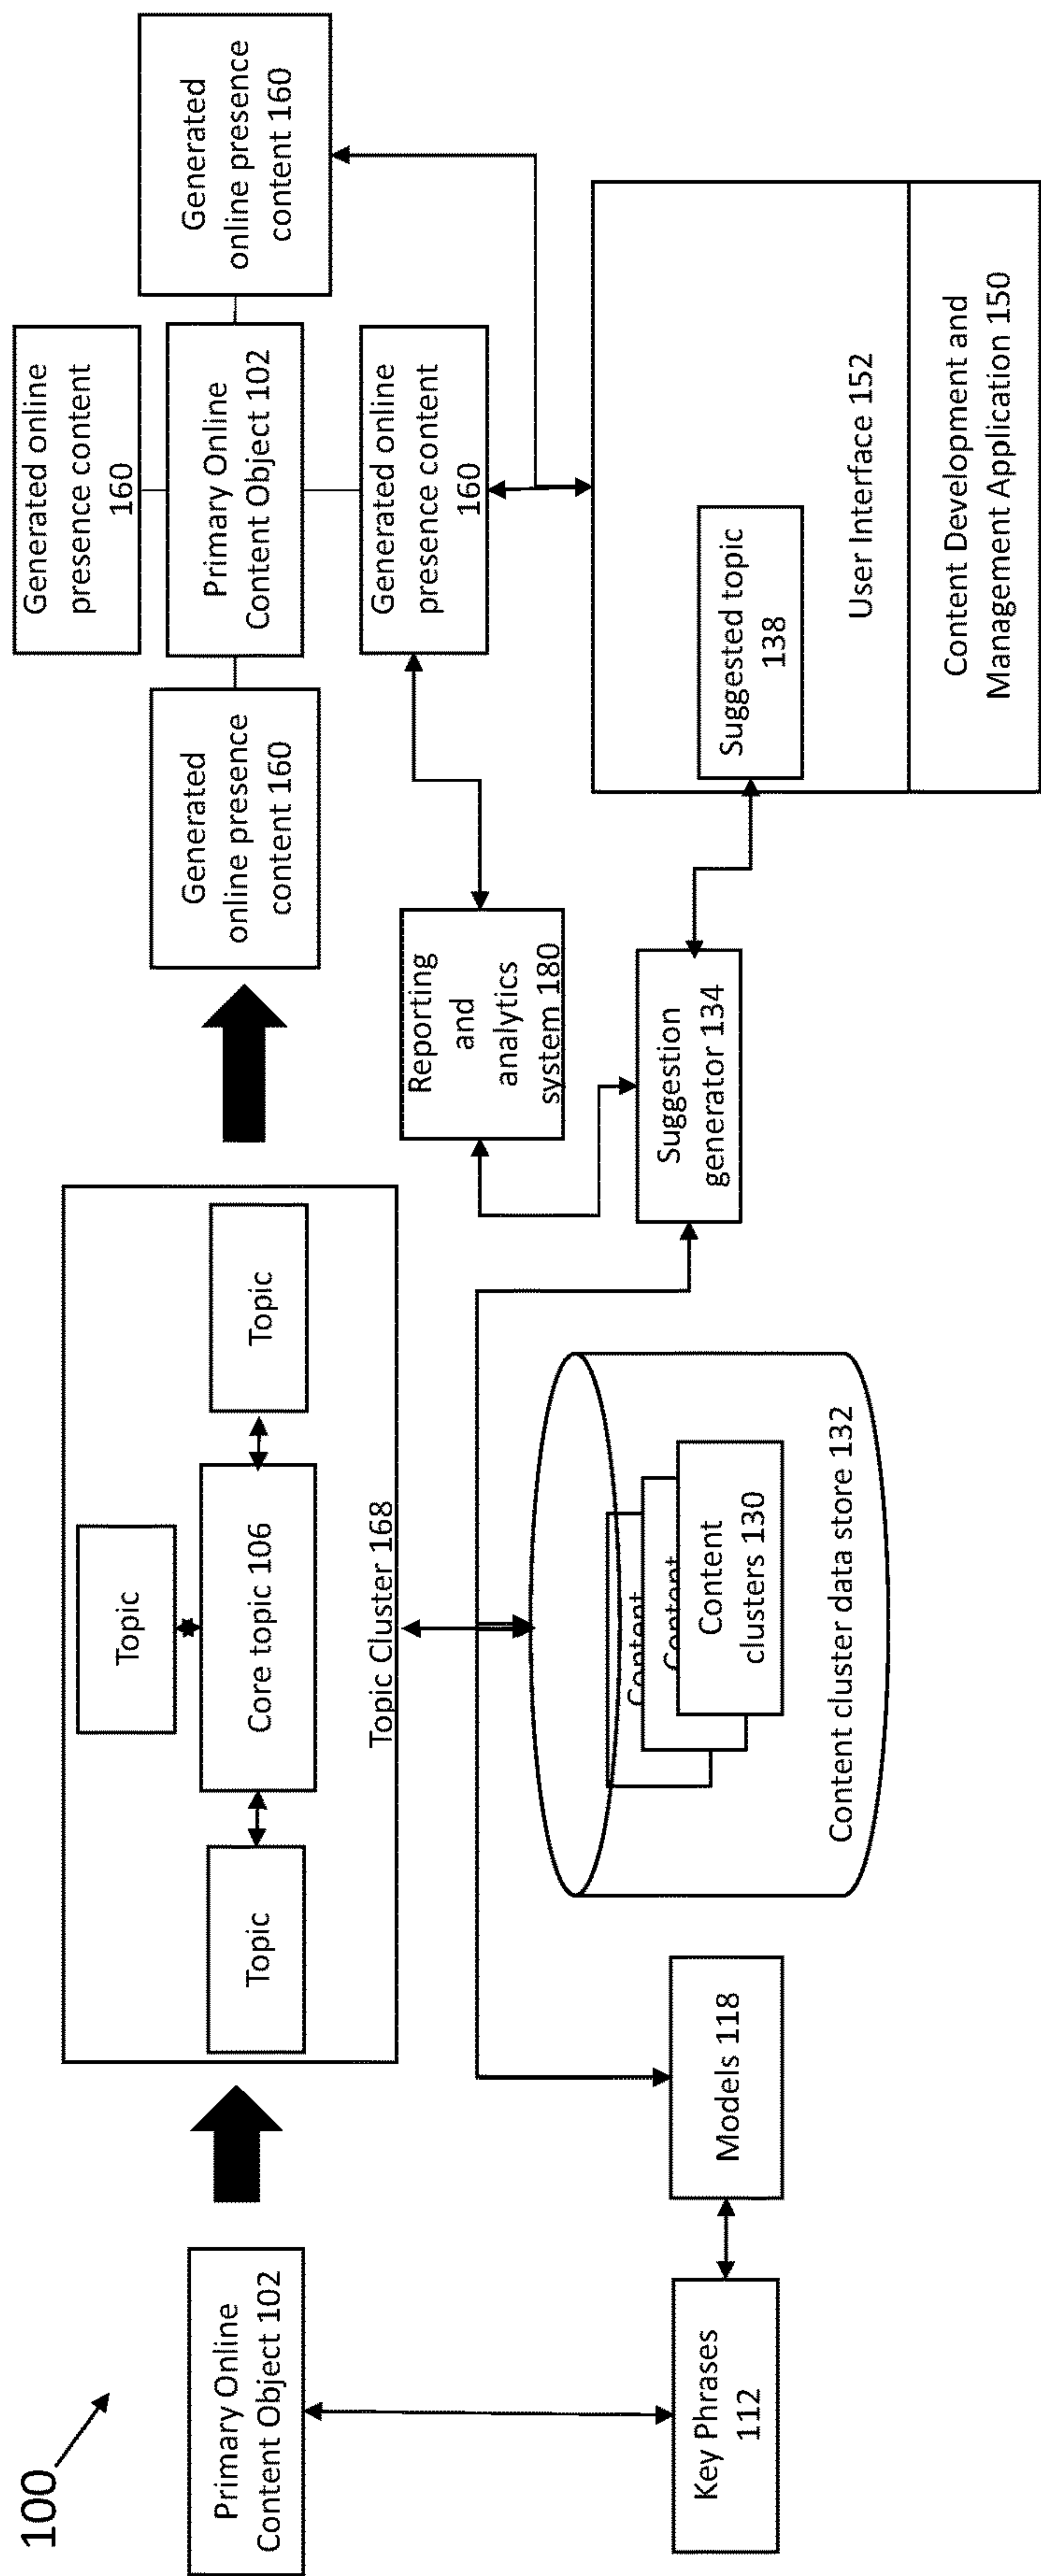 100
Primary Online
Content Object 102
Key Phrases
112
Models 118
Topic
Topic
Core topic 106
Topic
Topic Cluster 168
Content
Content
Content
clusters 130
Content cluster data store 132
Reporting
and
analytics
system 180
Suggestion
generator 134
Generated
online presence
content 160
Generated online
presence content
160
Primary Online
Content Object 102
Generated online
presence content
160
Generated
online presence
content 160
Suggested topic
138
User Interface 152
Content Development and
Management Application 150